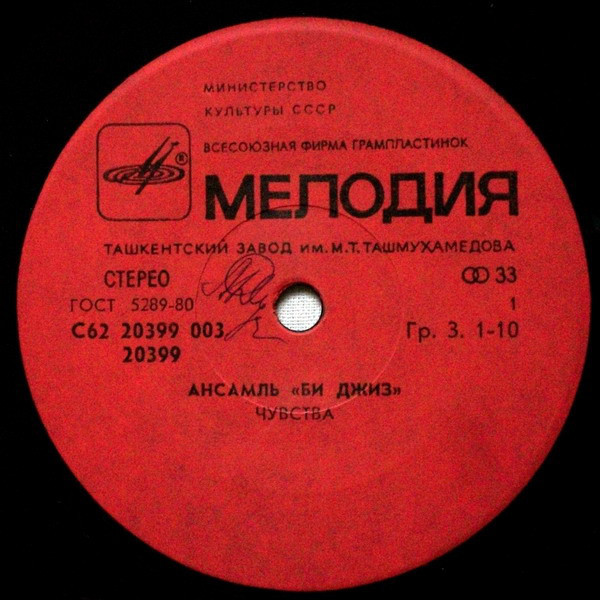 МИНИСТЕРСТВО
КУЛЬТУРЫ СССР
ВСЕСОЮЗНАЯ ФИРМА ГРАМПЛАСТИНОК
®
МЕЛОДИЯ
ТАШКЕНТСКИЙ ЗАВОД ИМ. М.Т. ТАШМУХАМЕДОВА
СТЕРЕО 33
ГОСТ 5289-80 1
С62 20399 003 Гр. 3. 1-10
20399
АНСАМЛЬ «БИ ДЖИЗ»
ЧУВСТВА